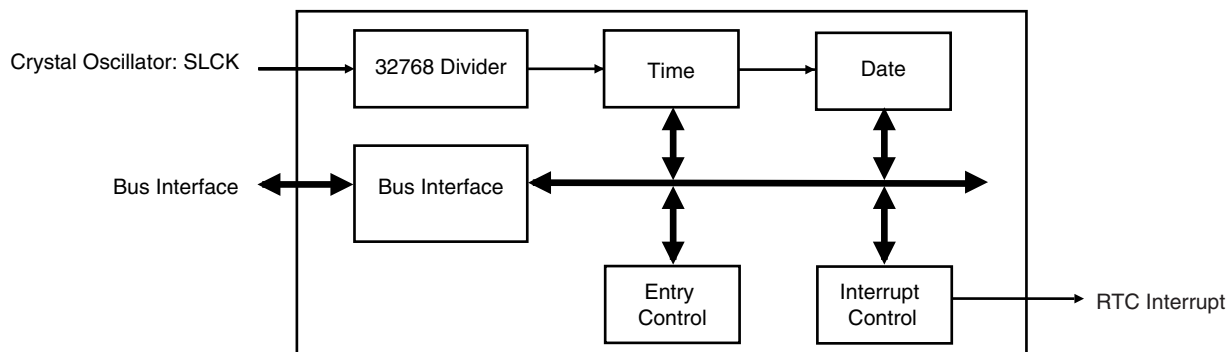 Crystal Oscillator: SLCK
32768 Divider
Time
Date
Bus Interface
Bus Interface
Entry
Control
Interrupt
Control
RTC Interrupt